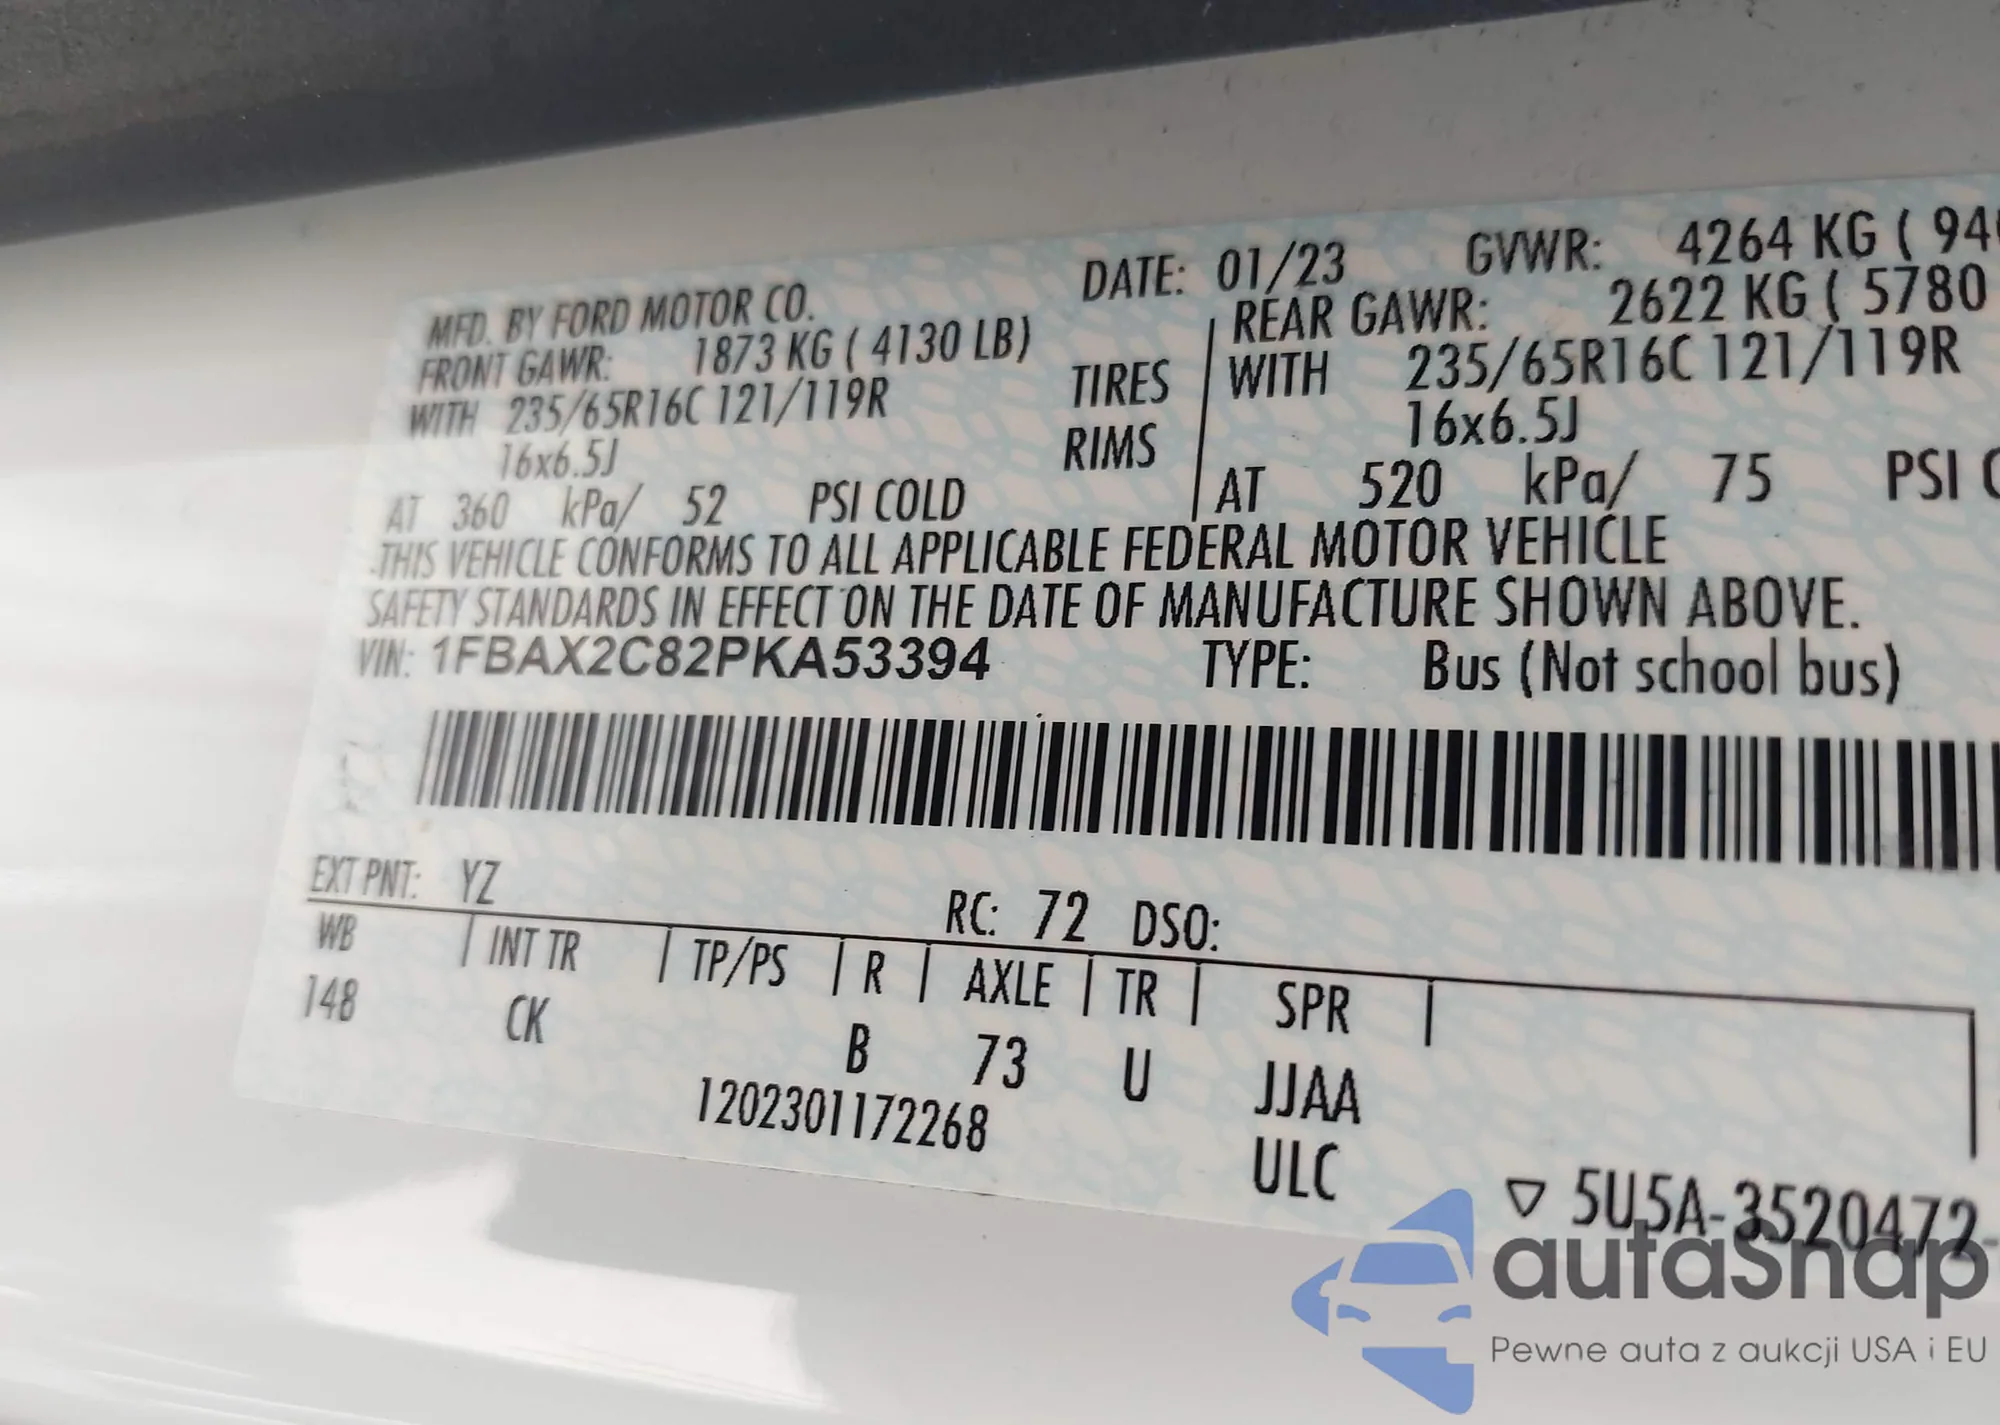 MFD. BY FORD MOTOR CO. DATE: 01/23 GVWR: 4264 KG ( 94
FRONT GAWR: 1873 KG ( 4130 LB) REAR GAWR: 2622 KG ( 5780
WITH 235/65R16C 121/119R TIRES WITH 235/65R16C 121/119R
16x6.5J RIMS 16x6.5J
AT 360 kPa/ 52 PSI COLD AT 520 kPa/ 75 PSI
THIS VEHICLE CONFORMS TO ALL APPLICABLE FEDERAL MOTOR VEHICLE
SAFETY STANDARDS IN EFFECT ON THE DATE OF MANUFACTURE SHOWN ABOVE.
VIN: 1FBAX2C82PKA53394 TYPE: Bus (Not school bus)
EXT PNT: YZ RC: 72 DSO:
WB INT TR TP/PS R AXLE TR SPR
148 CK B 73 U JJAA
1202301172268 ULC
▽ 5U5A-3520472-
autaSnap
Pewne auta z aukcji USA i EU